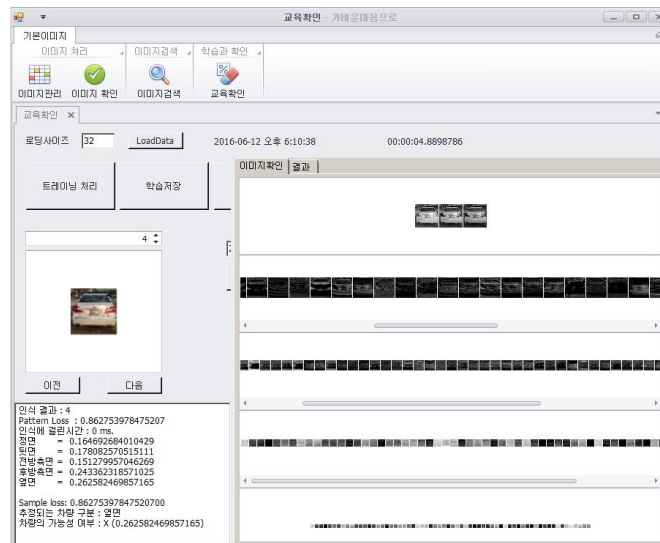 교육확인 - 가벼운마음으로
기본이미지
이미지 처리
이미지검색
학습과 확인
이미지관리
이미지 확인
이미지검색
교육확인
교육확인
로딩사이즈 32 LoadData 2016-06-12 오후 6:10:38 00:00:04.8898786
트레이닝 처리
학습저장
이미지확인
결과
4
이전
다음
인식 결과 : 4
Pattern Loss : 0.862753978475207
인식에 걸린시간 : 0 ms.
정면 = 0.164692684010429
뒷면 = 0.178082570515111
전방측면 = 0.151279957046269
후방측면 = 0.243362318571025
옆면 = 0.262582469857165
Sample loss: 0.86275397847520700
추정되는 차량 구분 : 옆면
차량의 가능성 여부 : X (0.262582469857165)